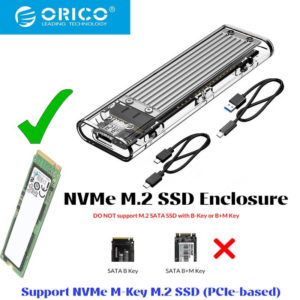 ORICO
LEADING TECHNOLOGY
NVMe M.2 SSD Enclosure
DO NOT support M.2 SATA SSD with B-Key or B+M Key
SATA B Key
SATA B+M Key
Support NVMe M-Key M.2 SSD (PCIe-based)